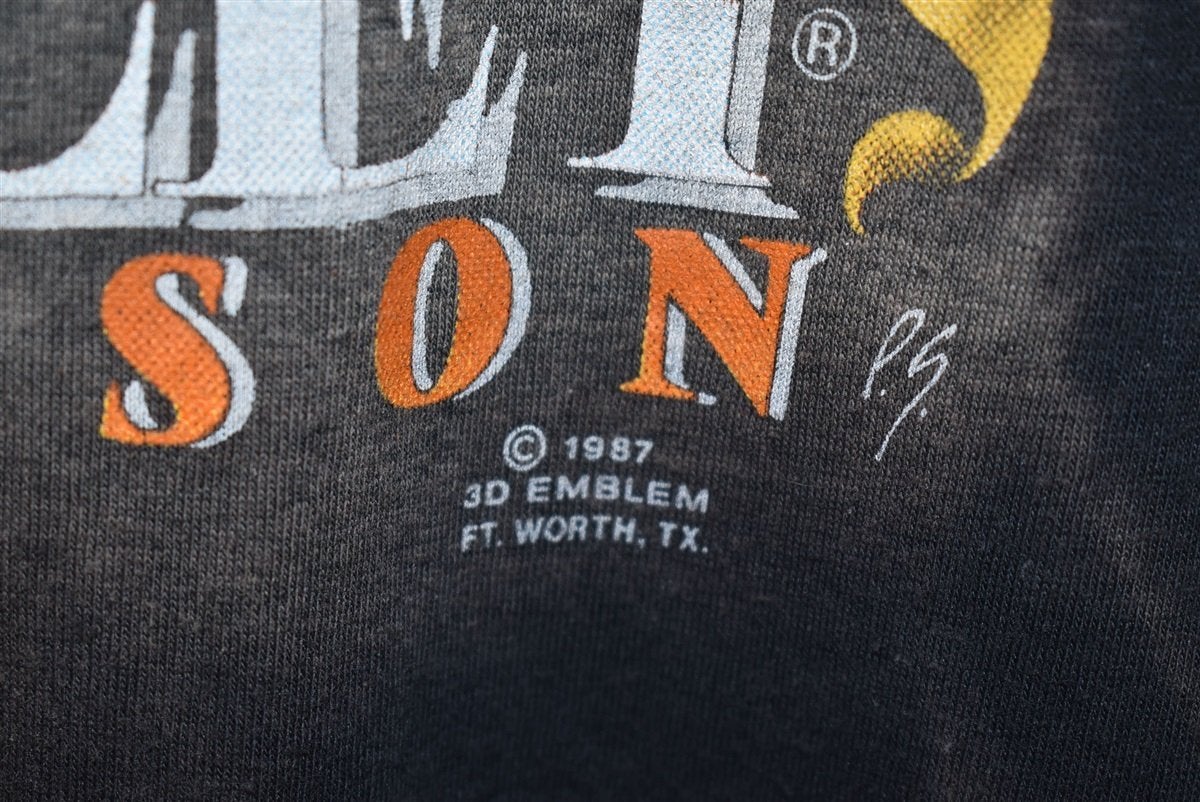 ®
SON
P.S.
© 1987
3D EMBLEM
FT. WORTH, TX.